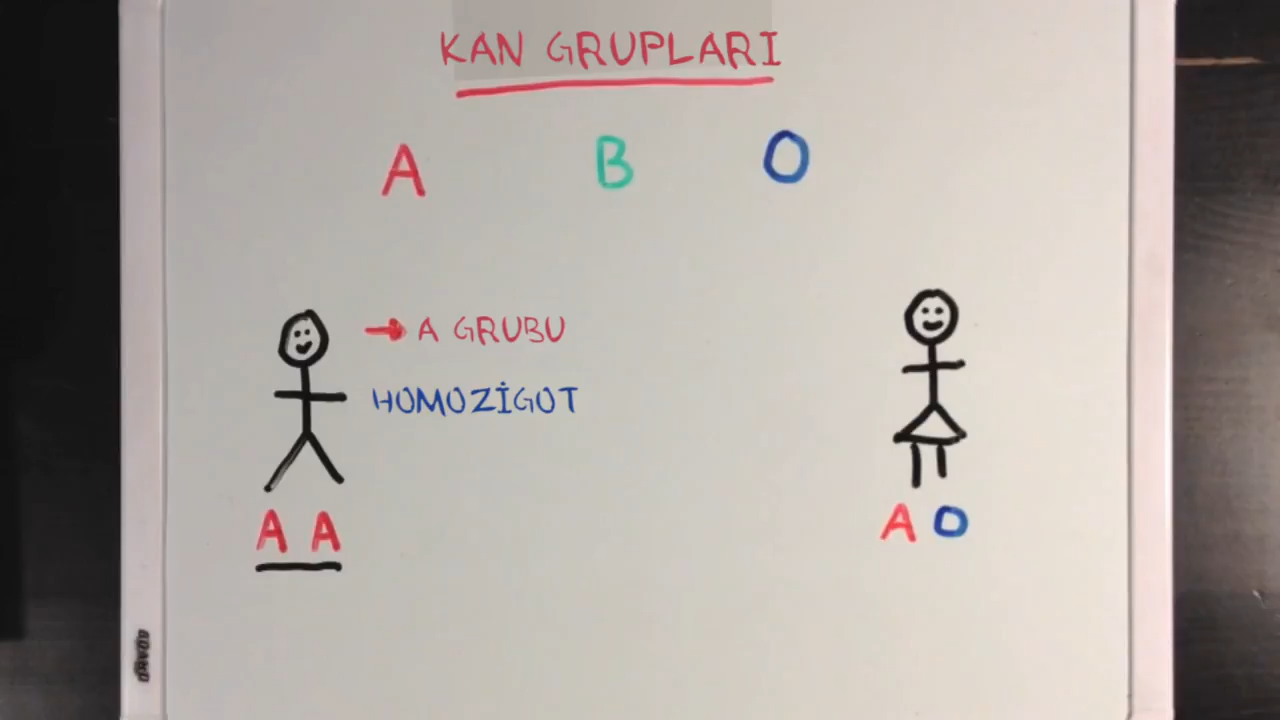 KAN GRUPLARI
A B O
→ A GRUBU
HOMOZİGOT
A A
A O